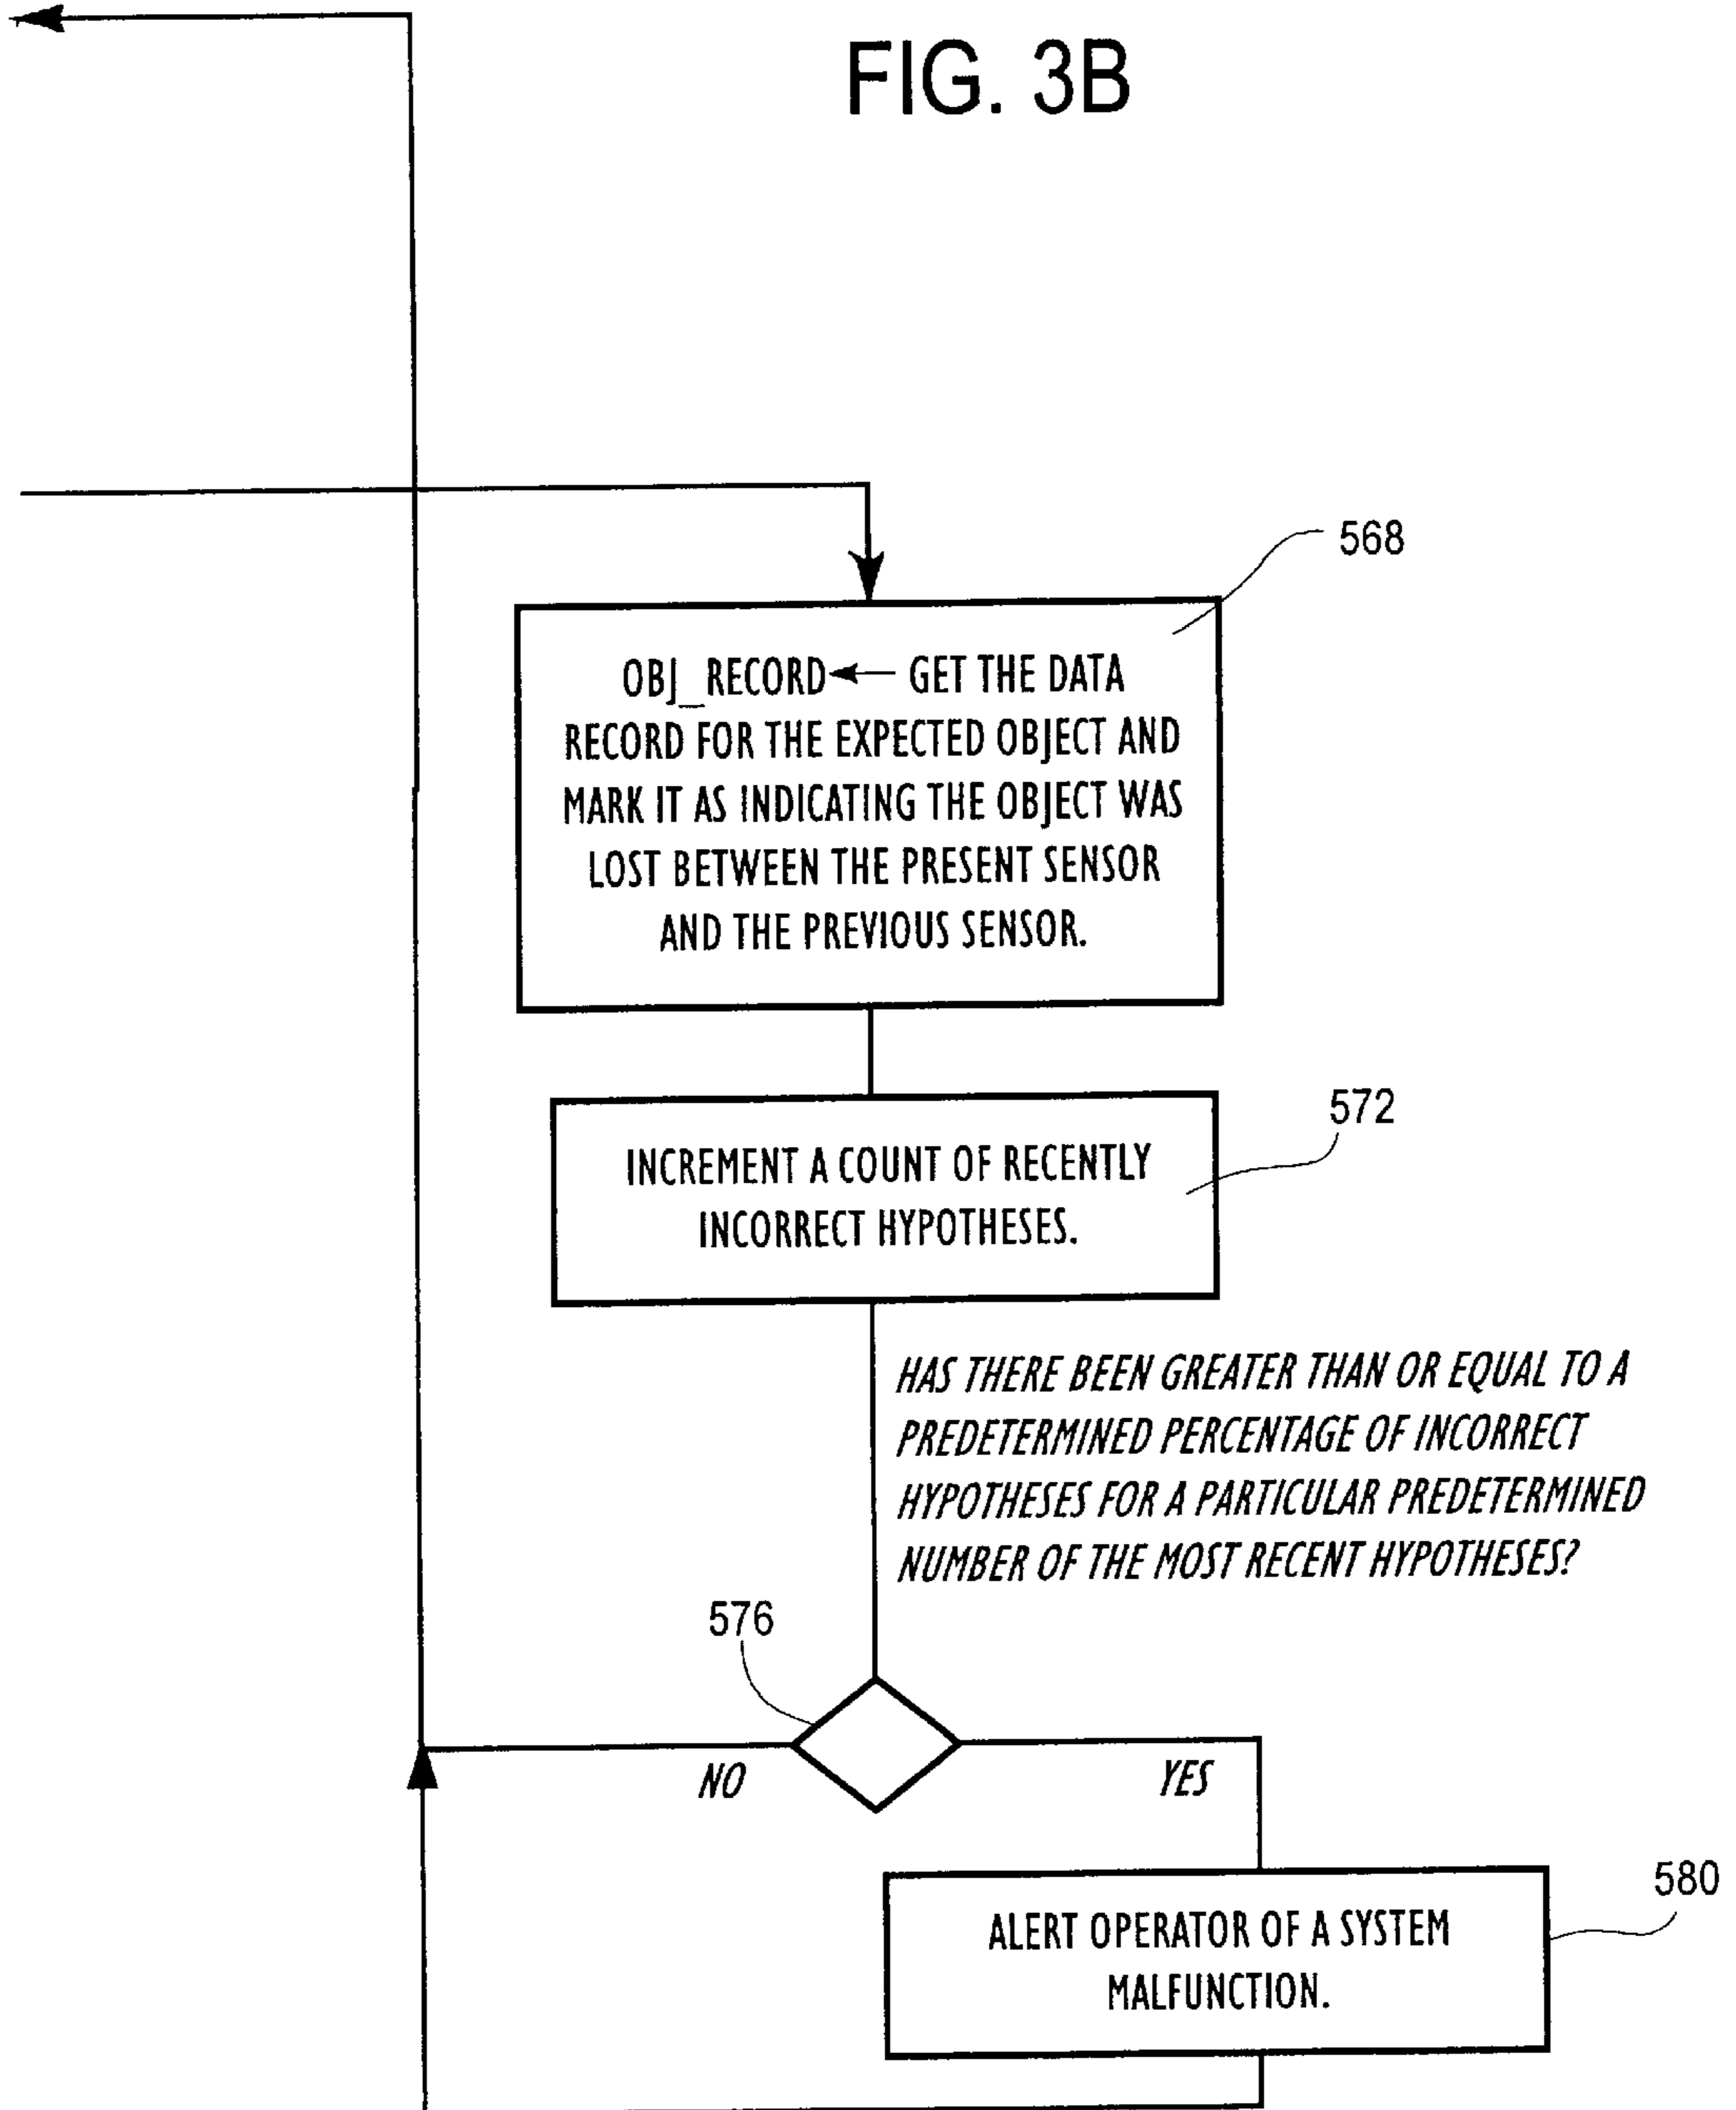 FIG. 3B
568
OBJ_RECORD ← GET THE DATA
RECORD FOR THE EXPECTED OBJECT AND
MARK IT AS INDICATING THE OBJECT WAS
LOST BETWEEN THE PRESENT SENSOR
AND THE PREVIOUS SENSOR.
572
INCREMENT A COUNT OF RECENTLY
INCORRECT HYPOTHESES.
HAS THERE BEEN GREATER THAN OR EQUAL TO A
PREDETERMINED PERCENTAGE OF INCORRECT
HYPOTHESES FOR A PARTICULAR PREDETERMINED
NUMBER OF THE MOST RECENT HYPOTHESES?
576
NO
YES
580
ALERT OPERATOR OF A SYSTEM
MALFUNCTION.